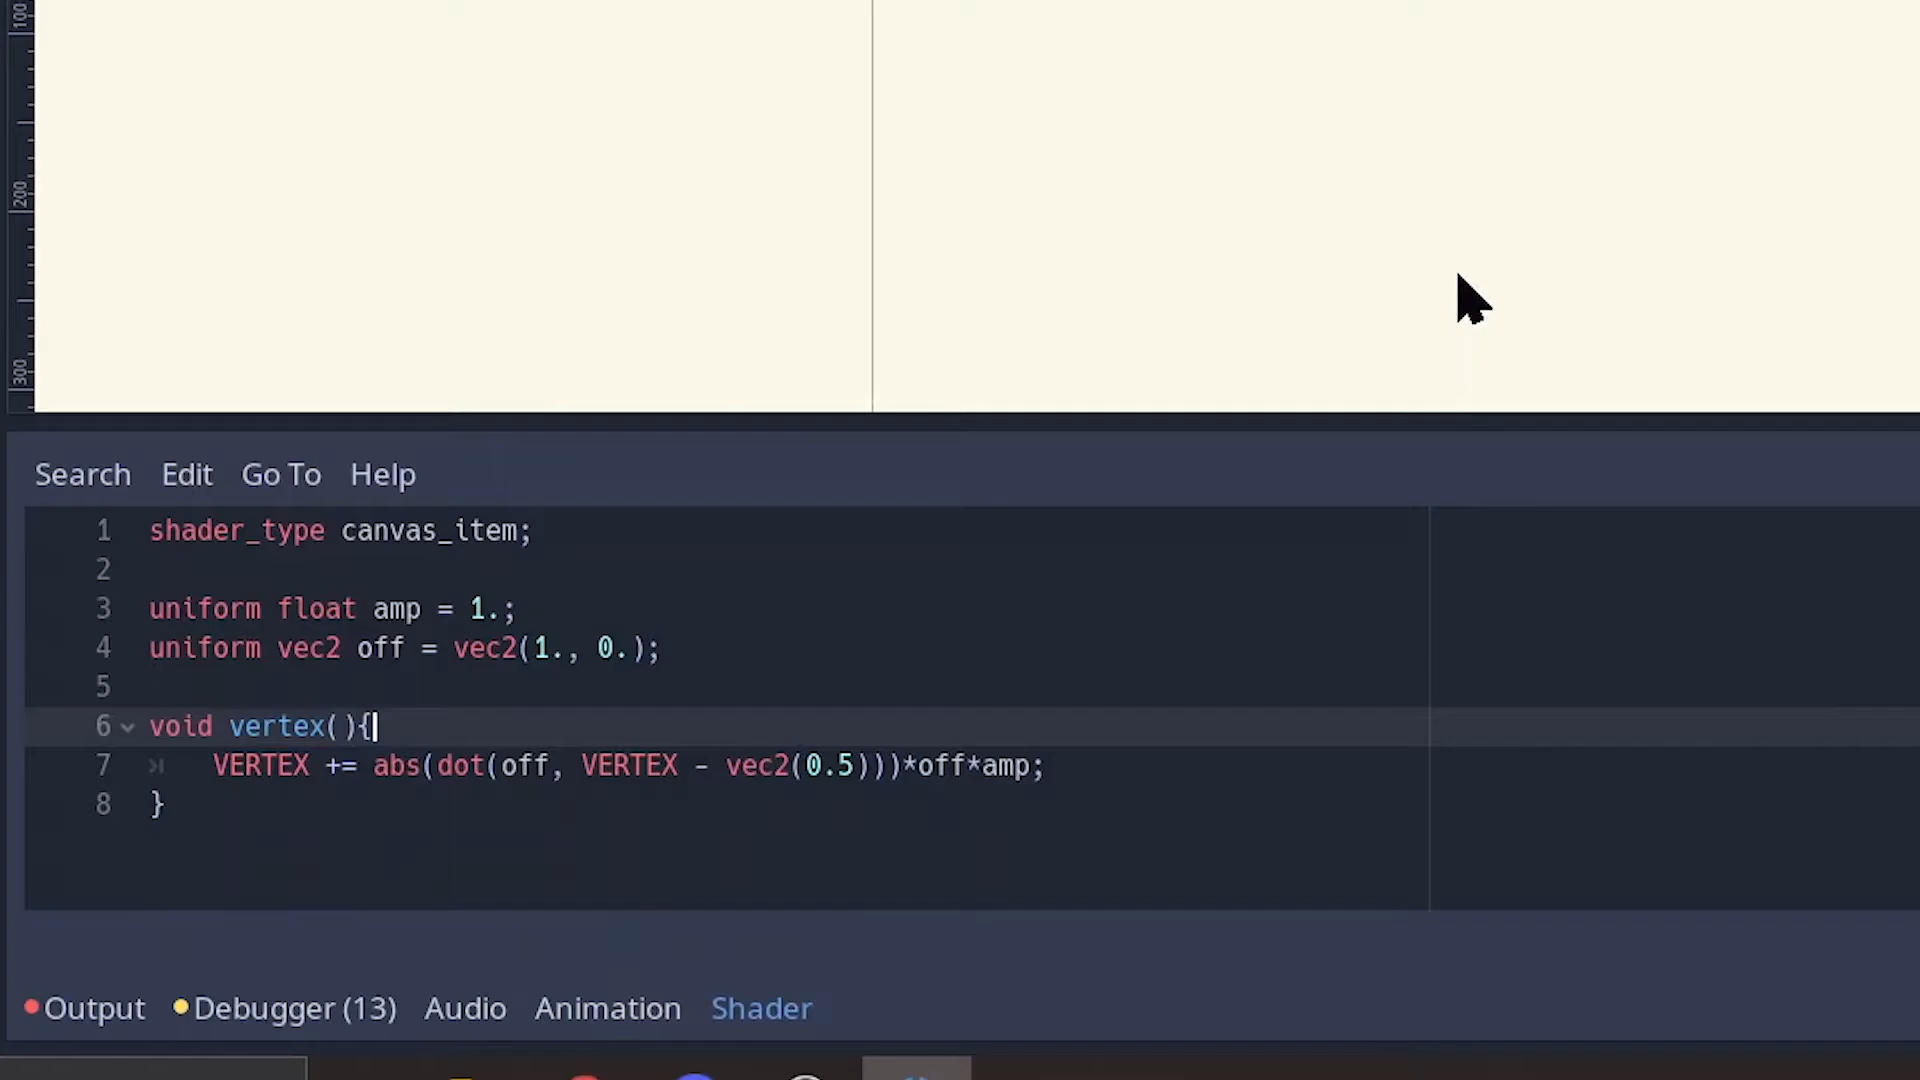 100
200
300
Search Edit Go To Help
1 shader_type canvas_item;
2
3 uniform float amp = 1.;
4 uniform vec2 off = vec2(1., 0.);
5
6 void vertex(){
7 VERTEX += abs(dot(off, VERTEX - vec2(0.5)))*off*amp;
8 }
Output Debugger (13) Audio Animation Shader